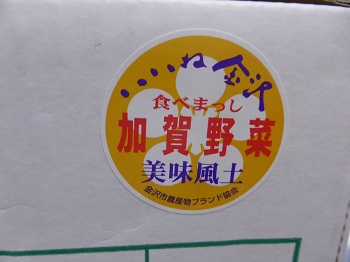 いいね金沢
食べまっし
加賀野菜
美味風土
金沢市農産物ブランド協会